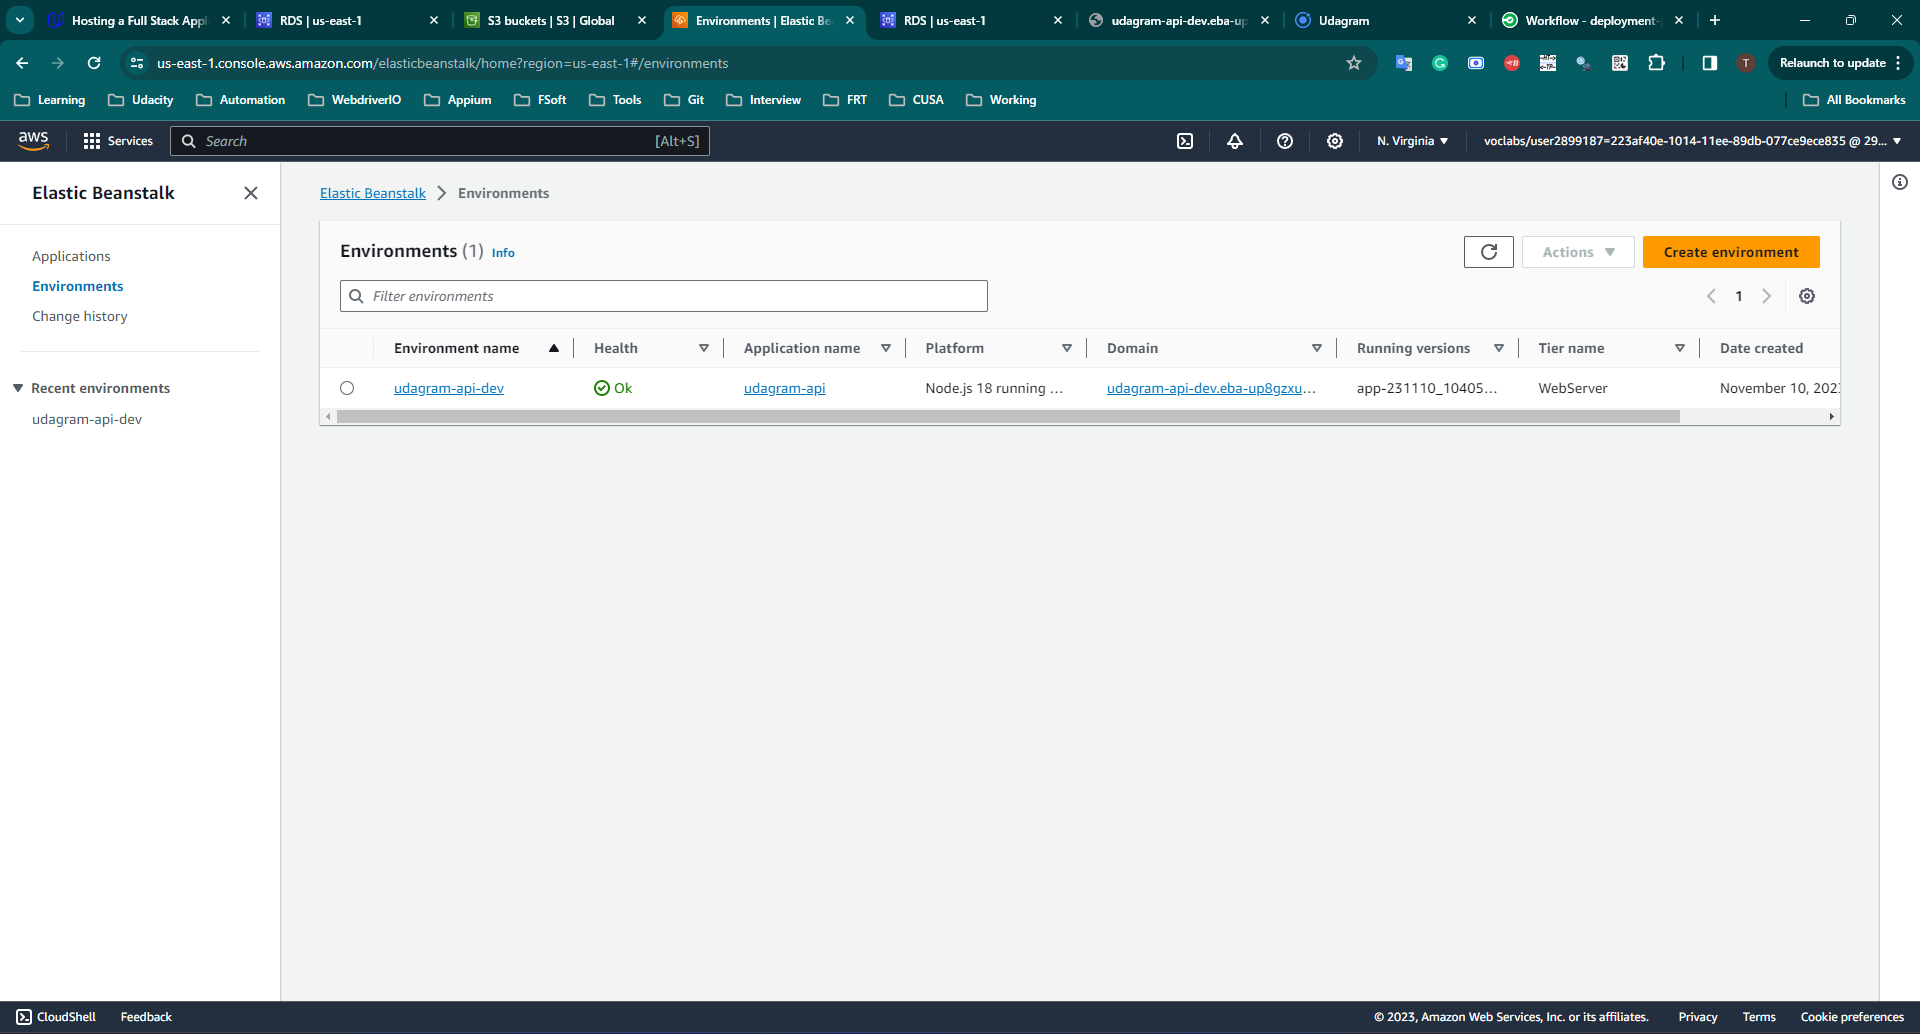 Hosting a Full Stack Appl
RDS | us-east-1
S3 buckets | S3 | Global
Environments | Elastic Be
RDS | us-east-1
udagram-api-dev.eba-up
Udagram
Workflow - deployment-
us-east-1.console.aws.amazon.com/elasticbeanstalk/home?region=us-east-1#/environments
T
Relaunch to update
Learning
Udacity
Automation
WebdriverIO
Appium
FSoft
Tools
Git
Interview
FRT
CUSA
Working
All Bookmarks
aws
Services
Search
[Alt+S]
N. Virginia
voclabs/user2899187=223af40e-1014-11ee-89db-077ce9ece835 @ 29...
Elastic Beanstalk
Applications
Environments
Change history
Recent environments
udagram-api-dev
Elastic Beanstalk > Environments
Environments (1) Info
Actions
Create environment
Filter environments
1
Environment name Health Application name Platform Domain Running versions Tier name Date created
udagram-api-dev Ok udagram-api Node.js 18 running ... udagram-api-dev.eba-up8gzxu... app-231110_10405... WebServer November 10, 202
CloudShell
Feedback
© 2023, Amazon Web Services, Inc. or its affiliates.
Privacy
Terms
Cookie preferences